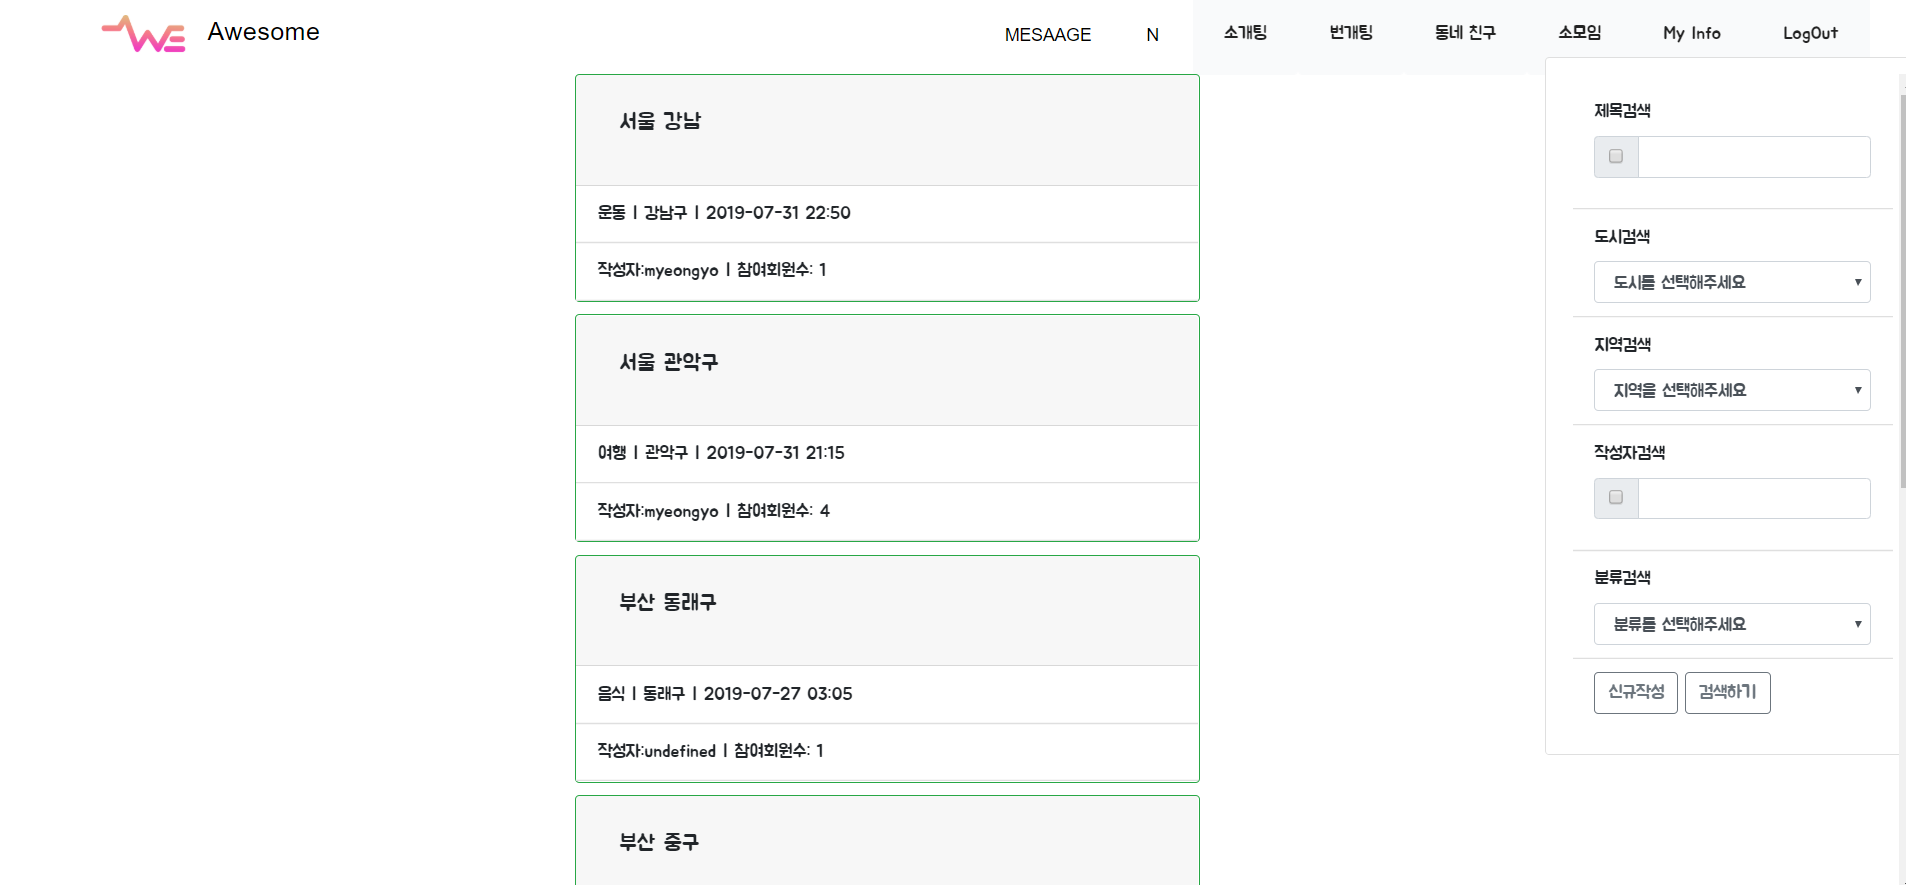 WE Awesome MESAAGE N 소개팅 번개팅 동네 친구 소모임 My Info LogOut
서울 강남
운동 | 강남구 | 2019-07-31 22:50
작성자:myeongyo | 참여회원수: 1
서울 관악구
여행 | 관악구 | 2019-07-31 21:15
작성자:myeongyo | 참여회원수: 4
부산 동래구
음식 | 동래구 | 2019-07-27 03:05
작성자:undefined | 참여회원수: 1
부산 중구
제목검색
도시검색
도시를 선택해주세요
지역검색
지역을 선택해주세요
작성자검색
분류검색
분류를 선택해주세요
신규작성 검색하기